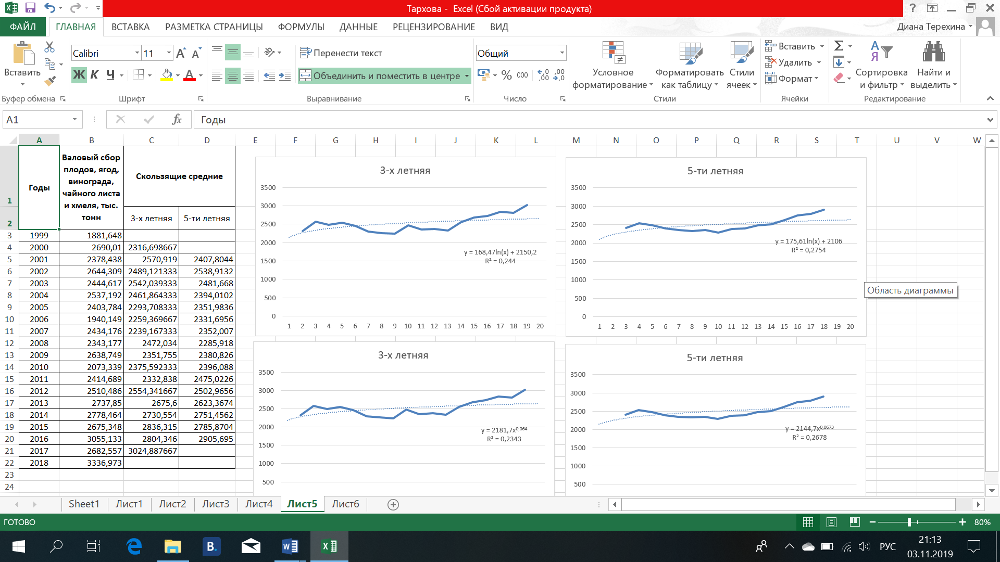 Тархова - Excel (Сбой активации продукта)
ФАЙЛ ГЛАВНАЯ ВСТАВКА РАЗМЕТКА СТРАНИЦЫ ФОРМУЛЫ ДАННЫЕ РЕЦЕНЗИРОВАНИЕ ВИД Диана Терехина
Вставить
Буфер обмена
Calibri 11
Ж К Ч
Шрифт
Перенести текст
Объединить и поместить в центре
Выравнивание
Общий
% 000 ,0 ,00 ,00 ,0
Число
Условное форматирование
Форматировать как таблицу
Стили ячеек
Стили
Вставить
Удалить
Формат
Ячейки
Сортировка и фильтр
Найти и выделить
Редактирование
A1 fx Годы
A B C D E F G H I J K L M N O P Q R S T U V W
Годы
Валовый сбор
плодов, ягод,
винограда,
чайного листа
и хмеля, тыс.
тонн
Скользящие средние
1
2 3-х летняя 5-ти летняя
3 1999 1881,648
4 2000 2690,01 2316,698667
5 2001 2378,438 2570,919 2407,8044
6 2002 2644,309 2489,121333 2538,9132
7 2003 2444,617 2542,039333 2481,668
8 2004 2537,192 2461,864333 2394,0102
9 2005 2403,784 2293,708333 2351,9836
10 2006 1940,149 2259,369667 2331,6956
11 2007 2434,176 2239,167333 2352,007
12 2008 2343,177 2472,034 2285,918
13 2009 2638,749 2351,755 2380,826
14 2010 2073,339 2375,592333 2396,088
15 2011 2414,689 2332,838 2475,0226
16 2012 2510,486 2554,341667 2502,9656
17 2013 2737,85 2675,6 2623,3674
18 2014 2778,464 2730,554 2751,4562
19 2015 2675,348 2836,315 2785,8704
20 2016 3055,133 2804,346 2905,695
21 2017 2682,557 3024,887667
22 2018 3336,973
23
24
3-х летняя
3500
3000
2500
2000
1500
1000
500
0
y = 168,47ln(x) + 2150,2
R² = 0,244
1 2 3 4 5 6 7 8 9 10 11 12 13 14 15 16 17 18 19 20
5-ти летняя
3500
3000
2500
2000
1500
1000
500
0
y = 175,61ln(x) + 2106
R² = 0,2754
1 2 3 4 5 6 7 8 9 10 11 12 13 14 15 16 17 18 19 20
Область диаграммы
3-х летняя
3500
3000
2500
2000
1500
1000
500
y = 2181,7x^0,064
R² = 0,2343
5-ти летняя
3500
3000
2500
2000
1500
1000
500
y = 2144,7x^0,0673
R² = 0,2678
Sheet1 Лист1 Лист2 Лист3 Лист4 Лист5 Лист6
ГОТОВО 80%
B. РУС 21:13
03.11.2019